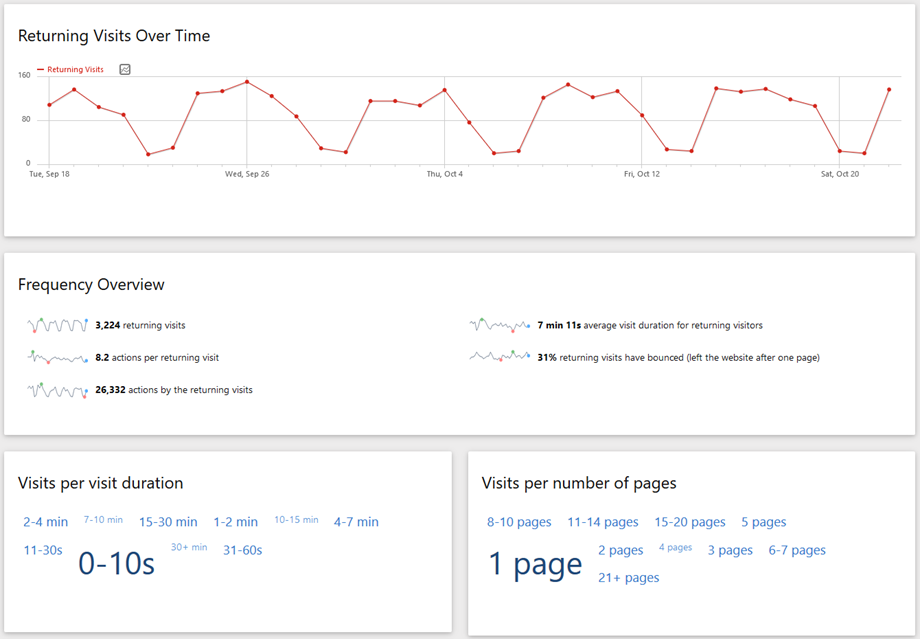 Returning Visits Over Time
Returning Visits
160
80
0
Tue, Sep 18 Wed, Sep 26 Thu, Oct 4 Fri, Oct 12 Sat, Oct 20
Frequency Overview
3,224 returning visits
7 min 11s average visit duration for returning visitors
8.2 actions per returning visit
31% returning visits have bounced (left the website after one page)
26,332 actions by the returning visits
Visits per visit duration
2-4 min 7-10 min 15-30 min 1-2 min 10-15 min 4-7 min
11-30s 0-10s 30+ min 31-60s
Visits per number of pages
8-10 pages 11-14 pages 15-20 pages 5 pages
1 page 2 pages 4 pages 3 pages 6-7 pages
21+ pages